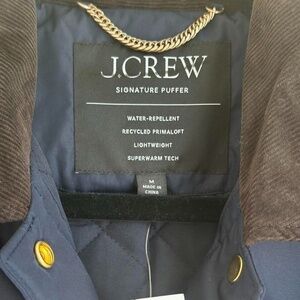 J.CREW
SIGNATURE PUFFER
WATER-REPELLENT
RECYCLED PRIMALOFT
LIGHTWEIGHT
SUPERWARM TECH
M
MADE IN
CHINA